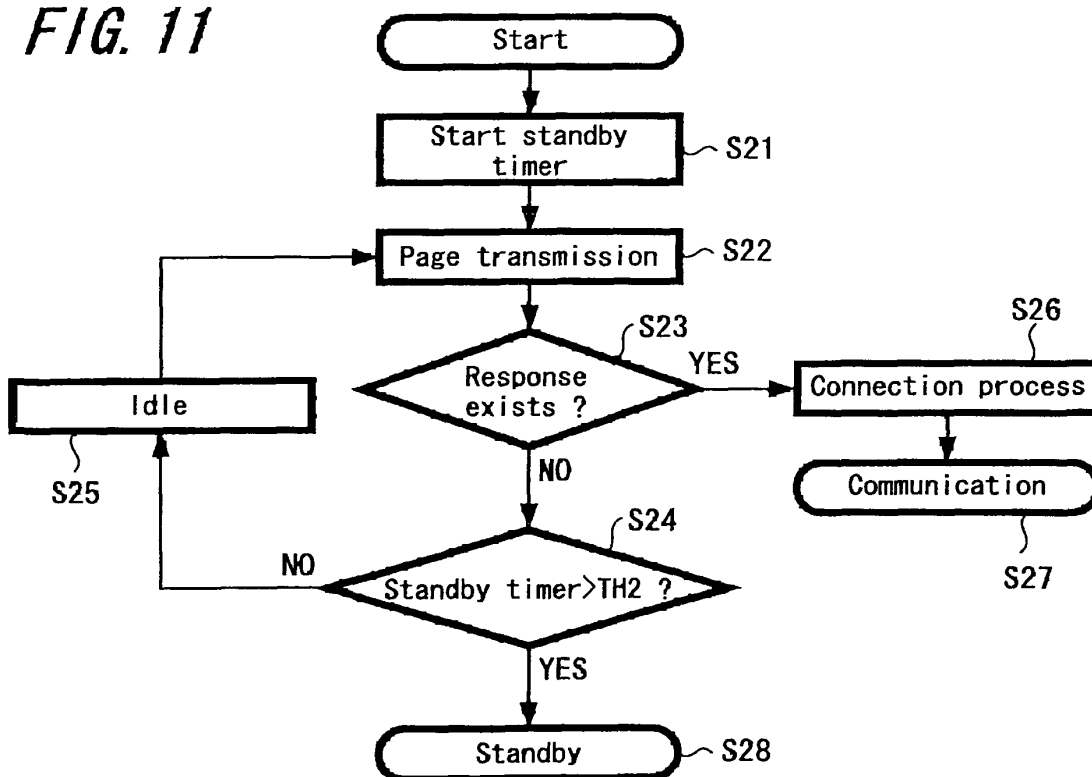 FIG. 11
Start
Start standby
timer
S21
Page transmission
S22
S23
Response
exists ?
YES
S26
Connection process
Communication
S27
NO
Idle
S25
S24
Standby timer>TH2 ?
NO
YES
Standby
S28